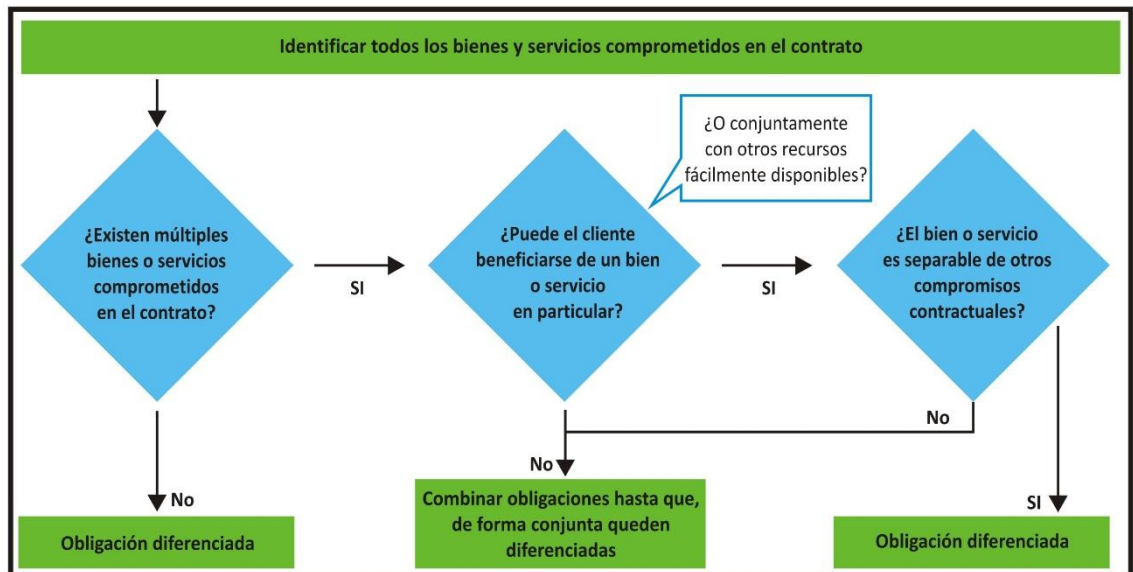 Identificar todos los bienes y servicios comprometidos en el contrato
¿Existen múltiples
bienes o servicios
comprometidos
en el contrato?
SI
¿O conjuntamente
con otros recursos
fácilmente disponibles?
¿Puede el cliente
beneficiarse de un bien
o servicio
en particular?
SI
¿El bien o servicio
es separable de otros
compromisos
contractuales?
No
No
No
SI
Obligación diferenciada
Combinar obligaciones hasta que,
de forma conjunta queden
diferenciadas
Obligación diferenciada